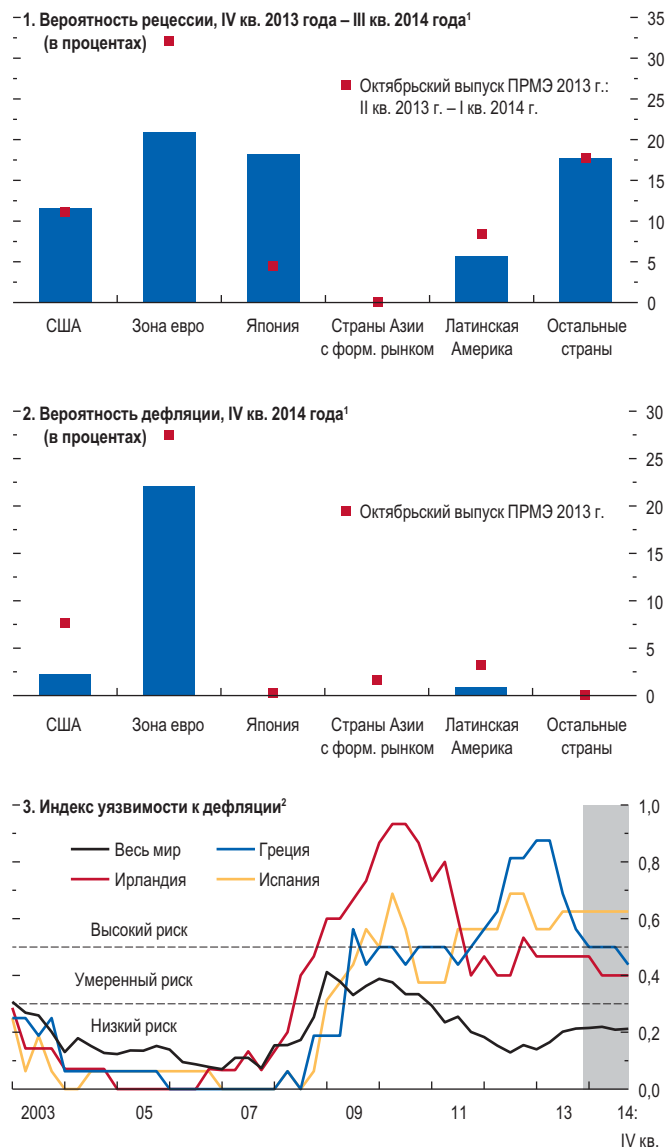 1. Вероятность рецессии, IV кв. 2013 года – III кв. 2014 года¹
(в процентах)
35
30
25
20
15
10
5
0
Октябрьский выпуск ПРМЭ 2013 г.:
II кв. 2013 г. – I кв. 2014 г.
США
Зона евро
Япония
Страны Азии
с форм. рынком
Латинская
Америка
Остальные
страны
2. Вероятность дефляции, IV кв. 2014 года¹
(в процентах)
30
25
20
15
10
5
0
Октябрьский выпуск ПРМЭ 2013 г.
США
Зона евро
Япония
Страны Азии
с форм. рынком
Латинская
Америка
Остальные
страны
3. Индекс уязвимости к дефляции²
1,0
0,8
0,6
0,4
0,2
0,0
Весь мир
Греция
Ирландия
Испания
Высокий риск
Умеренный риск
Низкий риск
2003 05 07 09 11 13 14:
IV кв.